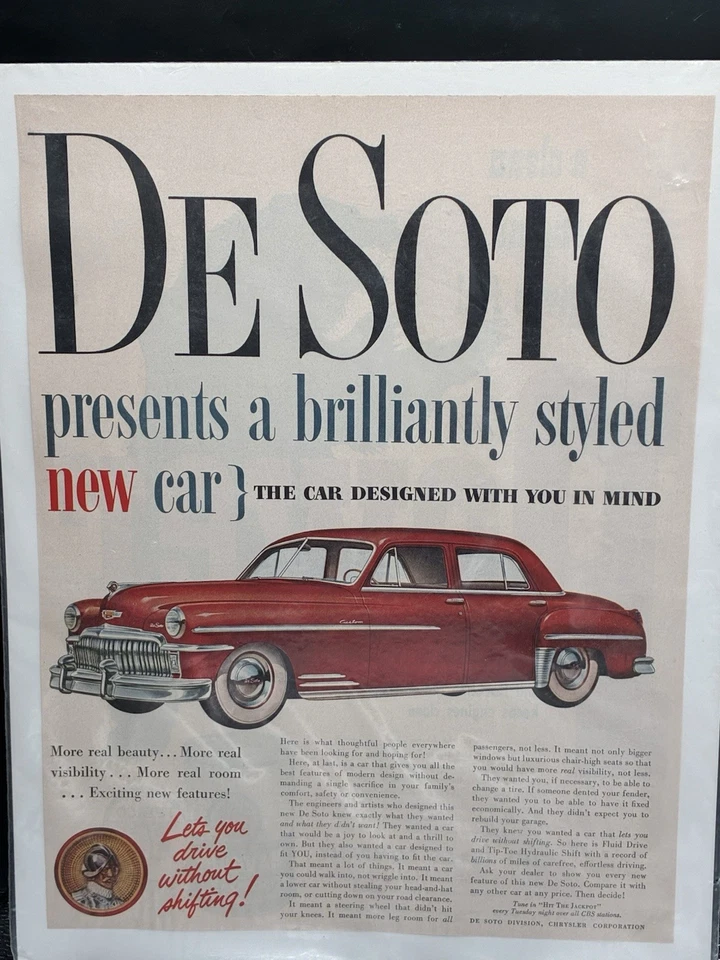 DE SOTO
presents a brilliantly styled
new car} THE CAR DESIGNED WITH YOU IN MIND
De Soto
Custom
De Soto
More real beauty... More real
visibility... More real room
... Exciting new features!
Lets you
drive
without
shifting!
Here is what thoughtful people everywhere
have been looking for and hoping for!
Here, at last, is a car that gives you all the
best features of modern design without de-
manding a single sacrifice in your family's
comfort, safety or convenience.
The engineers and artists who designed this
new De Soto knew exactly what they wanted
and what they didn't want! They wanted a car
that would be a joy to look at and a thrill to
own. But they also wanted a car designed to
fit YOU, instead of you having to fit the car.
That meant a lot of things. It meant a car
you could walk into, not wriggle into. It meant
a lower car without stealing your head-and-hat
room, or cutting down on your road clearance.
It meant a steering wheel that didn't hit
your knees. It meant more leg room for all
passengers, not less. It meant not only bigger
windows but luxurious chair-high seats so that
you would have more real visibility, not less.
They wanted you, if necessary, to be able to
change a tire. If someone dented your fender,
they wanted you to be able to have it fixed
economically. And they didn't expect you to
rebuild your garage.
They knew you wanted a car that lets you
drive without shifting. So here is Fluid Drive
and Tip-Toe Hydraulic Shift with a record of
billions of miles of carefree, effortless driving.
Ask your dealer to show you every new
feature of this new De Soto. Compare it with
any other car at any price. Then decide!
Tune in "HIT THE JACKPOT"
every Tuesday night over all CBS stations.
DE SOTO DIVISION, CHRYSLER CORPORATION